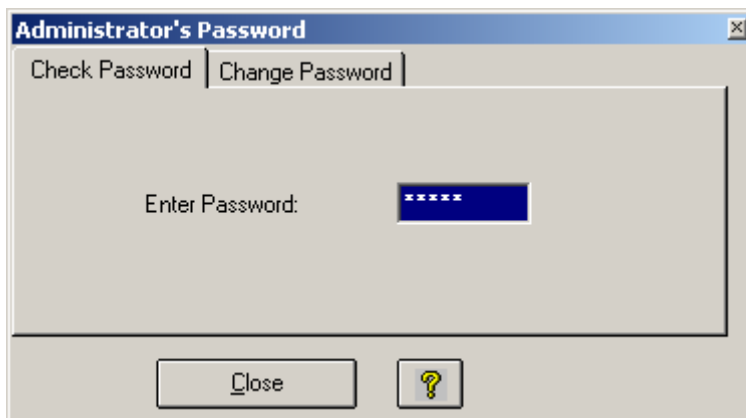 Administrator's Password
Check Password Change Password
Enter Password: *****
Close ?